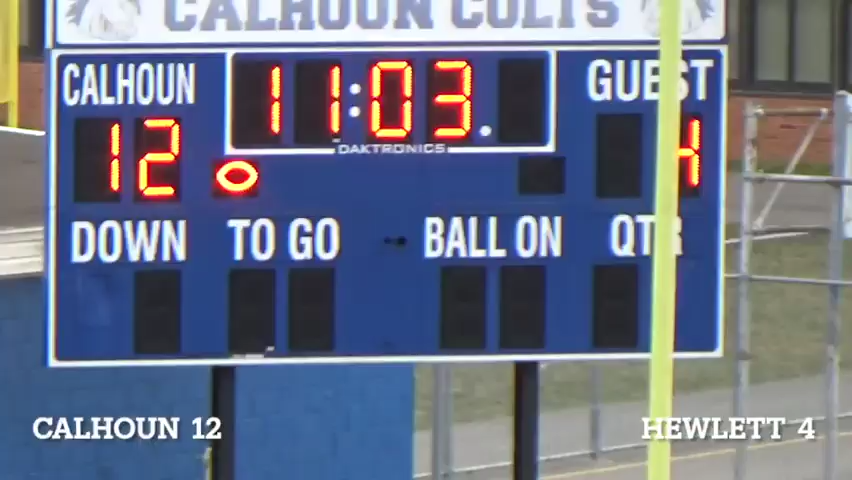 CALHOUN COLTS
CALHOUN 11:03 GUEST
12 4
DAKTRONICS
DOWN TO GO BALL ON QTR
CALHOUN 12 HEWLETT 4